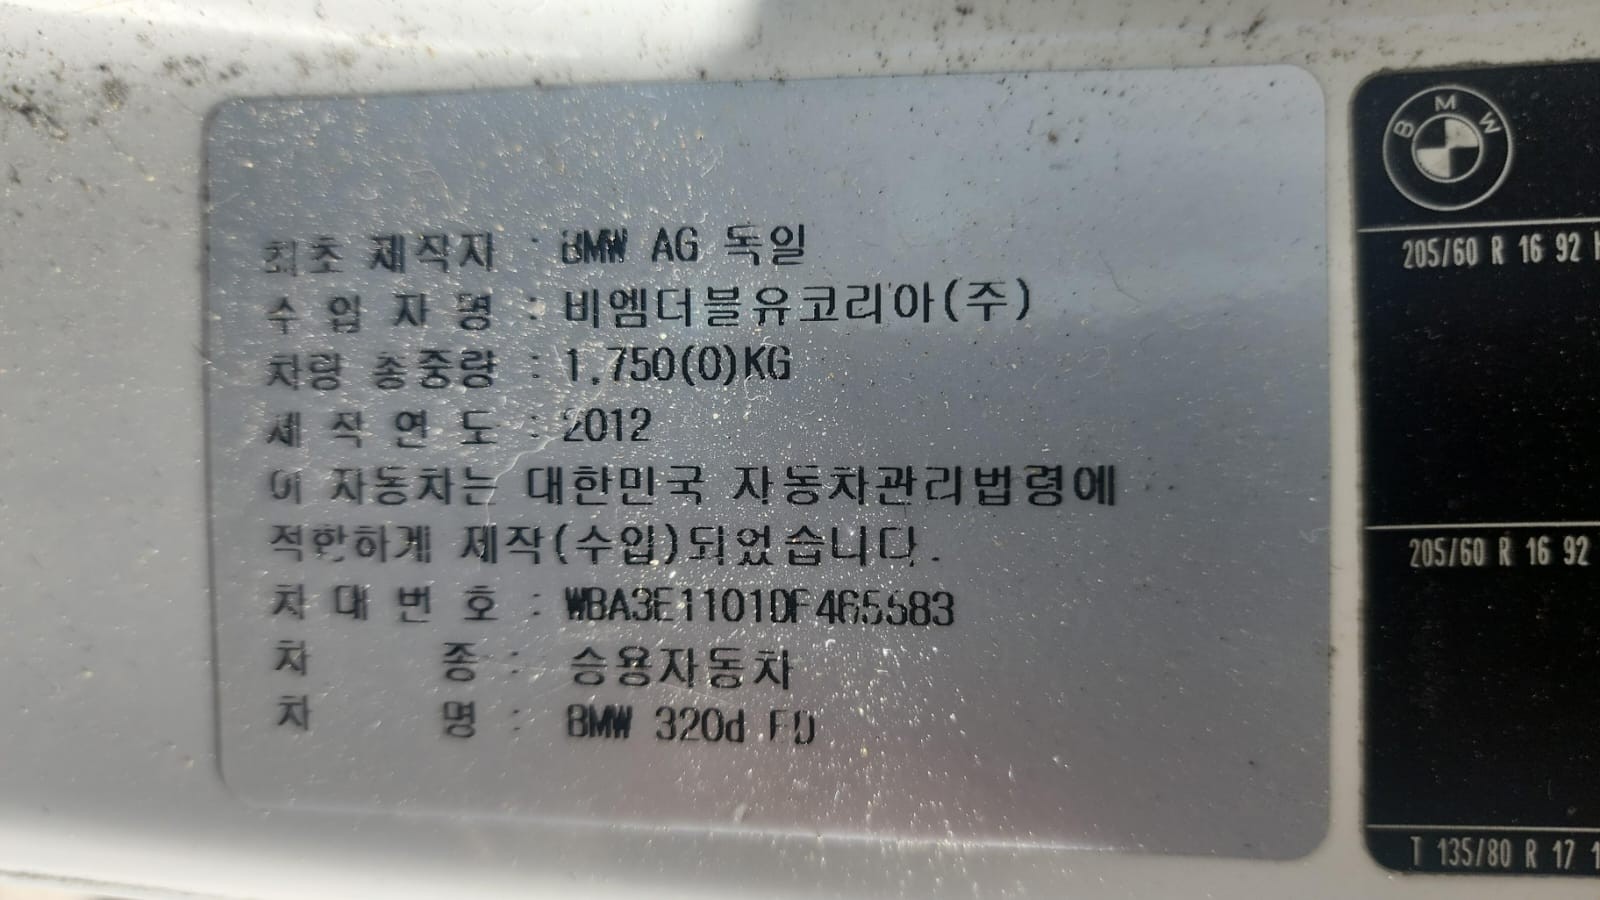 최초 제작자 : BMW AG 독일
수 입 자 명 : 비엠더블유코리아(주)
차량 총중량 : 1,750(0)KG
제 작 연 도 : 2012
이 자동차는 대한민국 자동차관리법령에
적합하게 제작(수입)되었습니다.
차 대 번 호 :
차 종 : 승용자동차
차 명 : BMW 320d ED
BMW
205/60 R 16 92
205/60 R 16 92
T 135/80 R 17